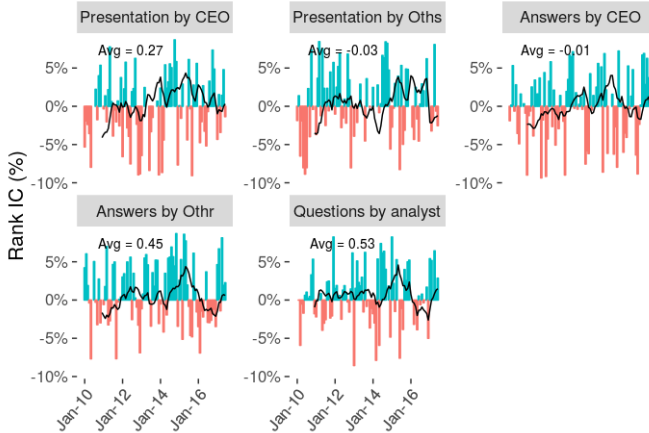 Presentation by CEO
Presentation by Oths
Answers by CEO
Avg = 0.27
Avg = -0.03
Avg = -0.01
5%
0%
-5%
-10%
5%
0%
-5%
-10%
5%
0%
-5%
-10%
Rank IC (%)
Answers by Othr
Questions by analyst
Avg = 0.45
Avg = 0.53
5%
0%
-5%
-10%
5%
0%
-5%
-10%
Jan-10
Jan-12
Jan-14
Jan-16
Jan-10
Jan-12
Jan-14
Jan-16